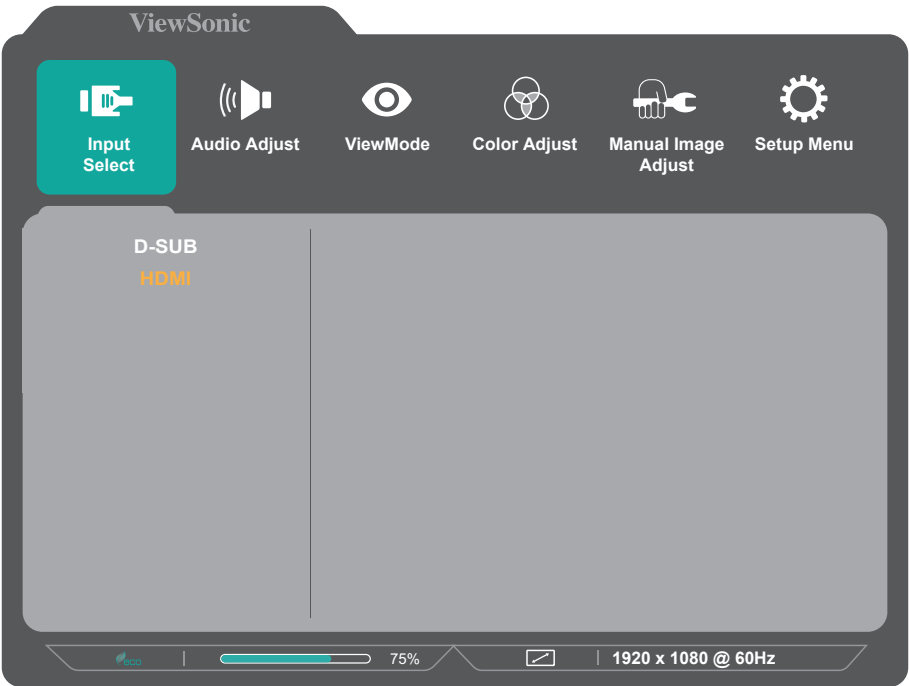 ViewSonic
Input
Select
Audio Adjust
ViewMode
Color Adjust
Manual Image
Adjust
Setup Menu
D-SUB
HDMI
eco
75%
1920 x 1080 @ 60Hz